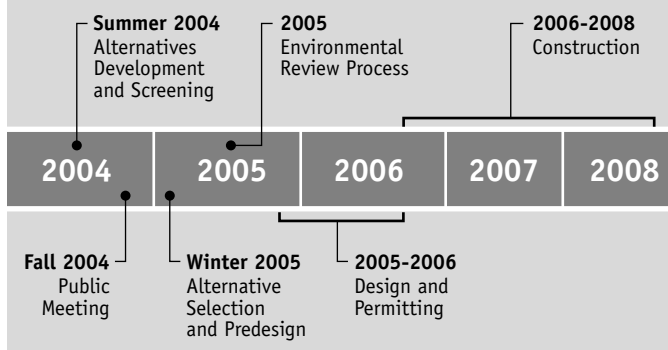 Summer 2004
Alternatives
Development
and Screening
2005
Environmental
Review Process
2006-2008
Construction
2004
2005
2006
2007
2008
Fall 2004
Public
Meeting
Winter 2005
Alternative
Selection
and Predesign
2005-2006
Design and
Permitting